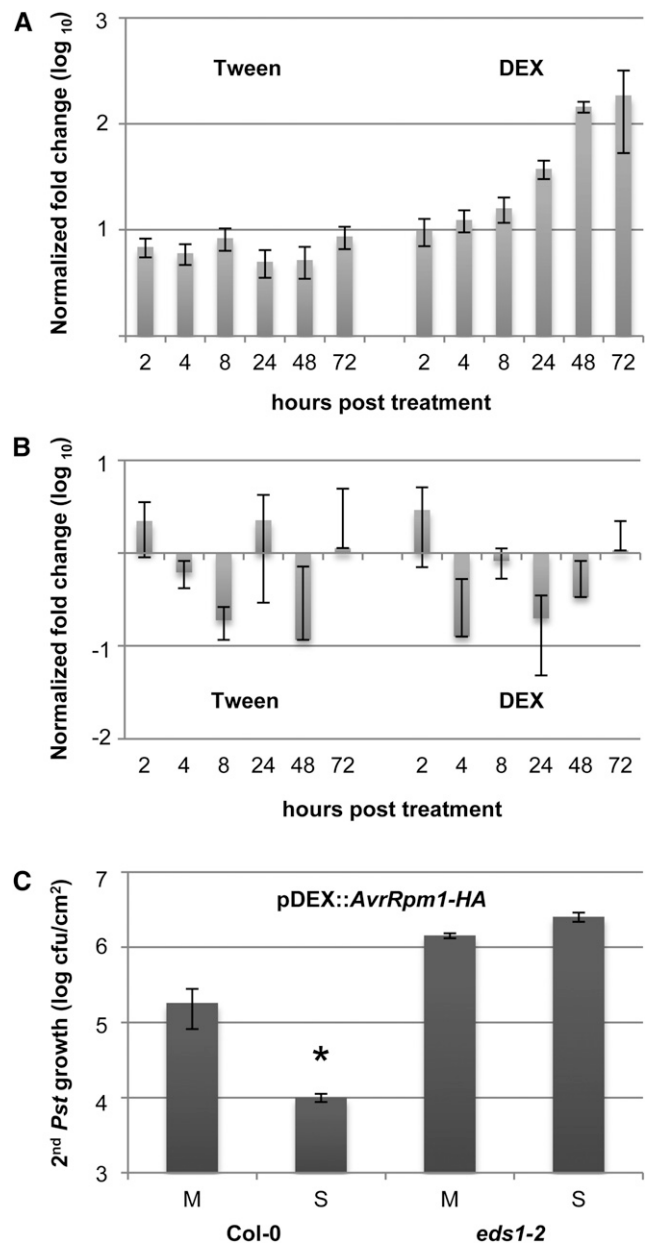 A
Normalized fold change (log 10)
3
2
1
Tween
DEX
2 4 8 24 48 72 2 4 8 24 48 72
hours post treatment
B
Normalized fold change (log 10)
1
-1
-2
Tween
DEX
2 4 8 24 48 72 2 4 8 24 48 72
hours post treatment
C
2nd Pst growth (log cfu/cm2)
7
6
5
4
3
pDEX::AvrRpm1-HA
*
M S M S
Col-0 eds1-2